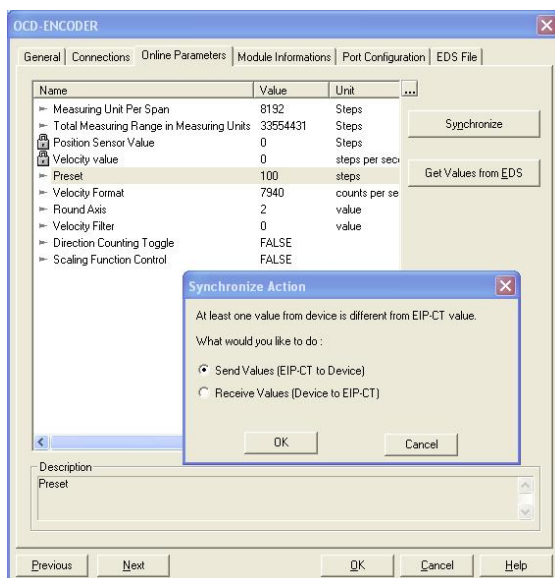 OCD-ENCODER
General Connections Online Parameters Module Informations Port Configuration EDS File
Name Value Unit ...
Measuring Unit Per Span 8192 Steps
Total Measuring Range in Measuring Units 33554431 Steps
Position Sensor Value 0 Steps
Velocity value 0 steps per seco
Preset 100 steps
Velocity Format 7940 counts per se
Round Axis 2 value
Velocity Filter 0 value
Direction Counting Toggle FALSE
Scaling Function Control FALSE
Synchronize
Get Values from EDS
Synchronize Action
At least one value from device is different from EIP-CT value.
What would you like to do :
Send Values (EIP-CT to Device)
Receive Values (Device to EIP-CT)
OK Cancel
Description
Preset
Previous Next OK Cancel Help